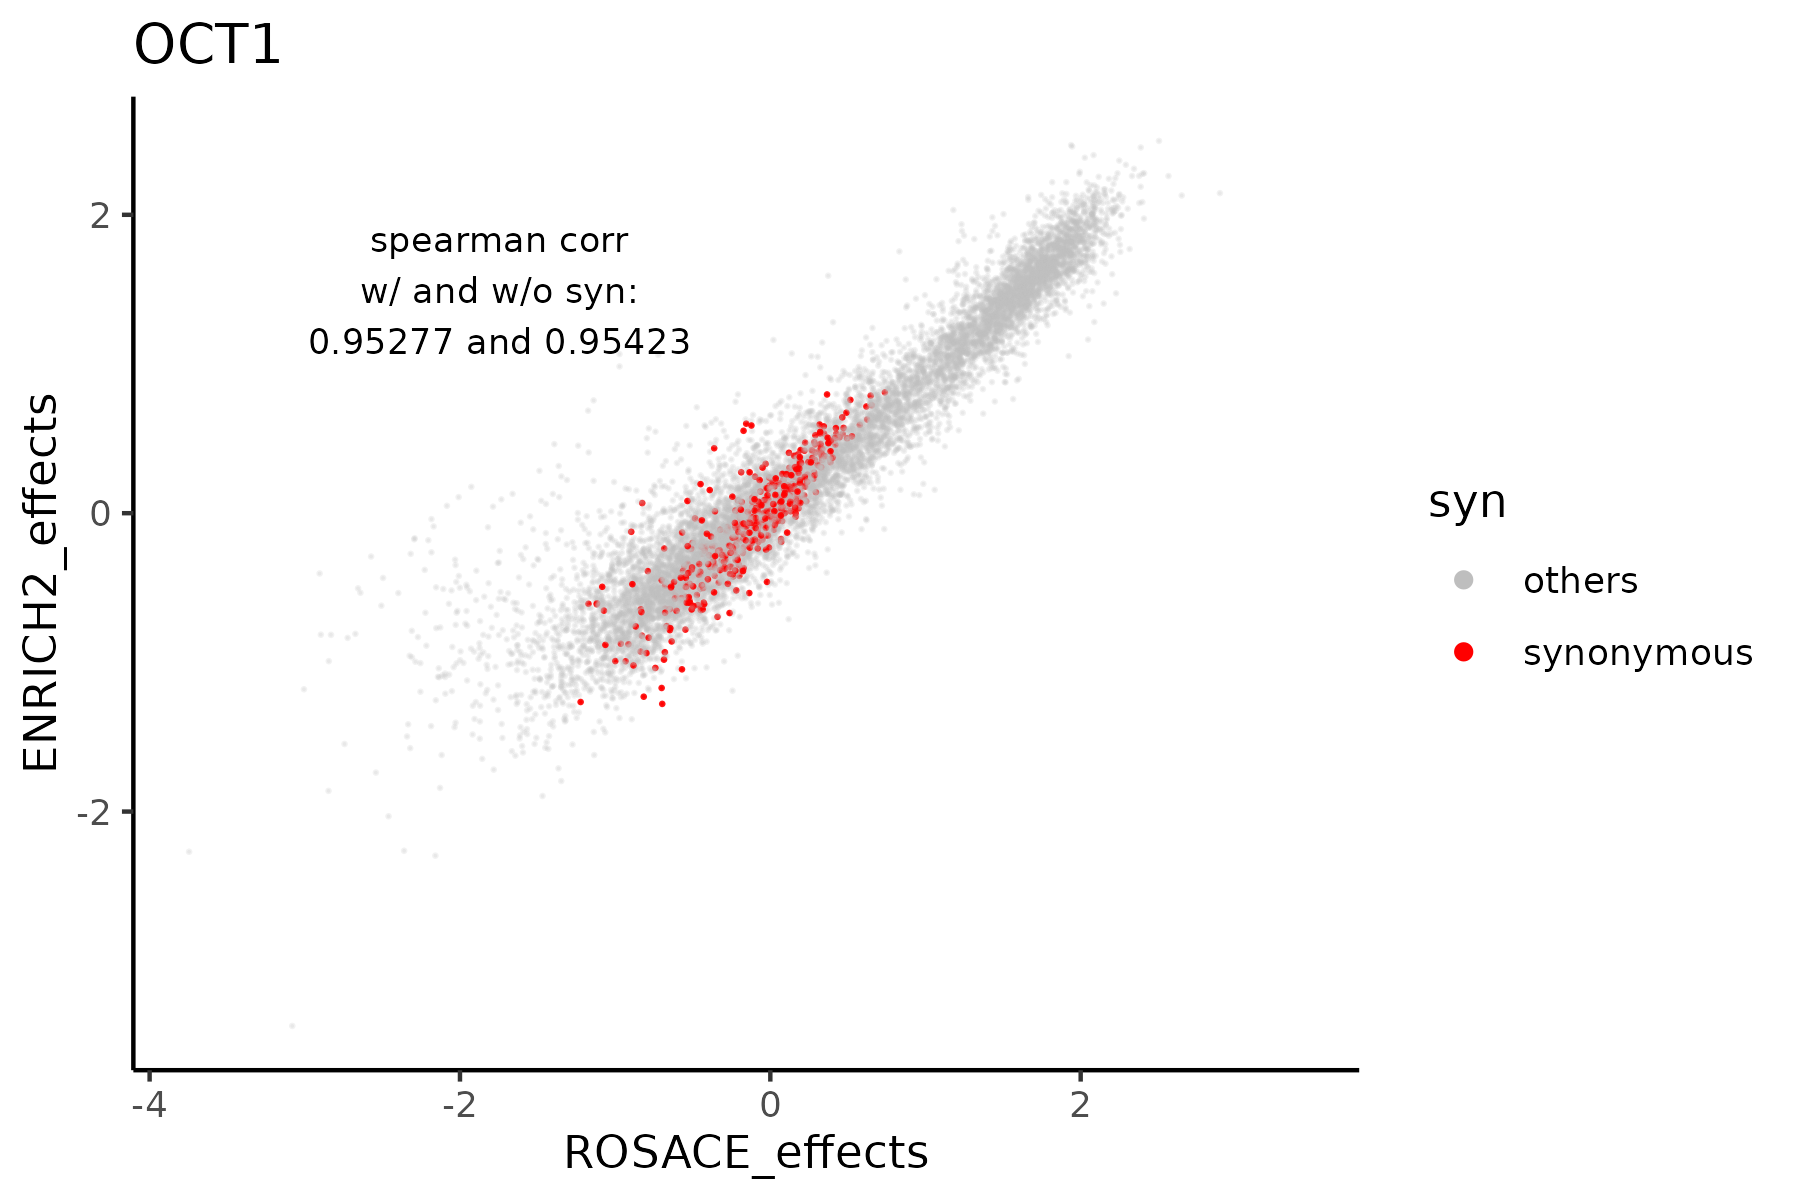 OCT1
spearman corr
w/ and w/o syn:
0.95277 and 0.95423
ENRICH2_effects
2
0
-2
-4
-2
0
2
ROSACE_effects
syn
others
synonymous